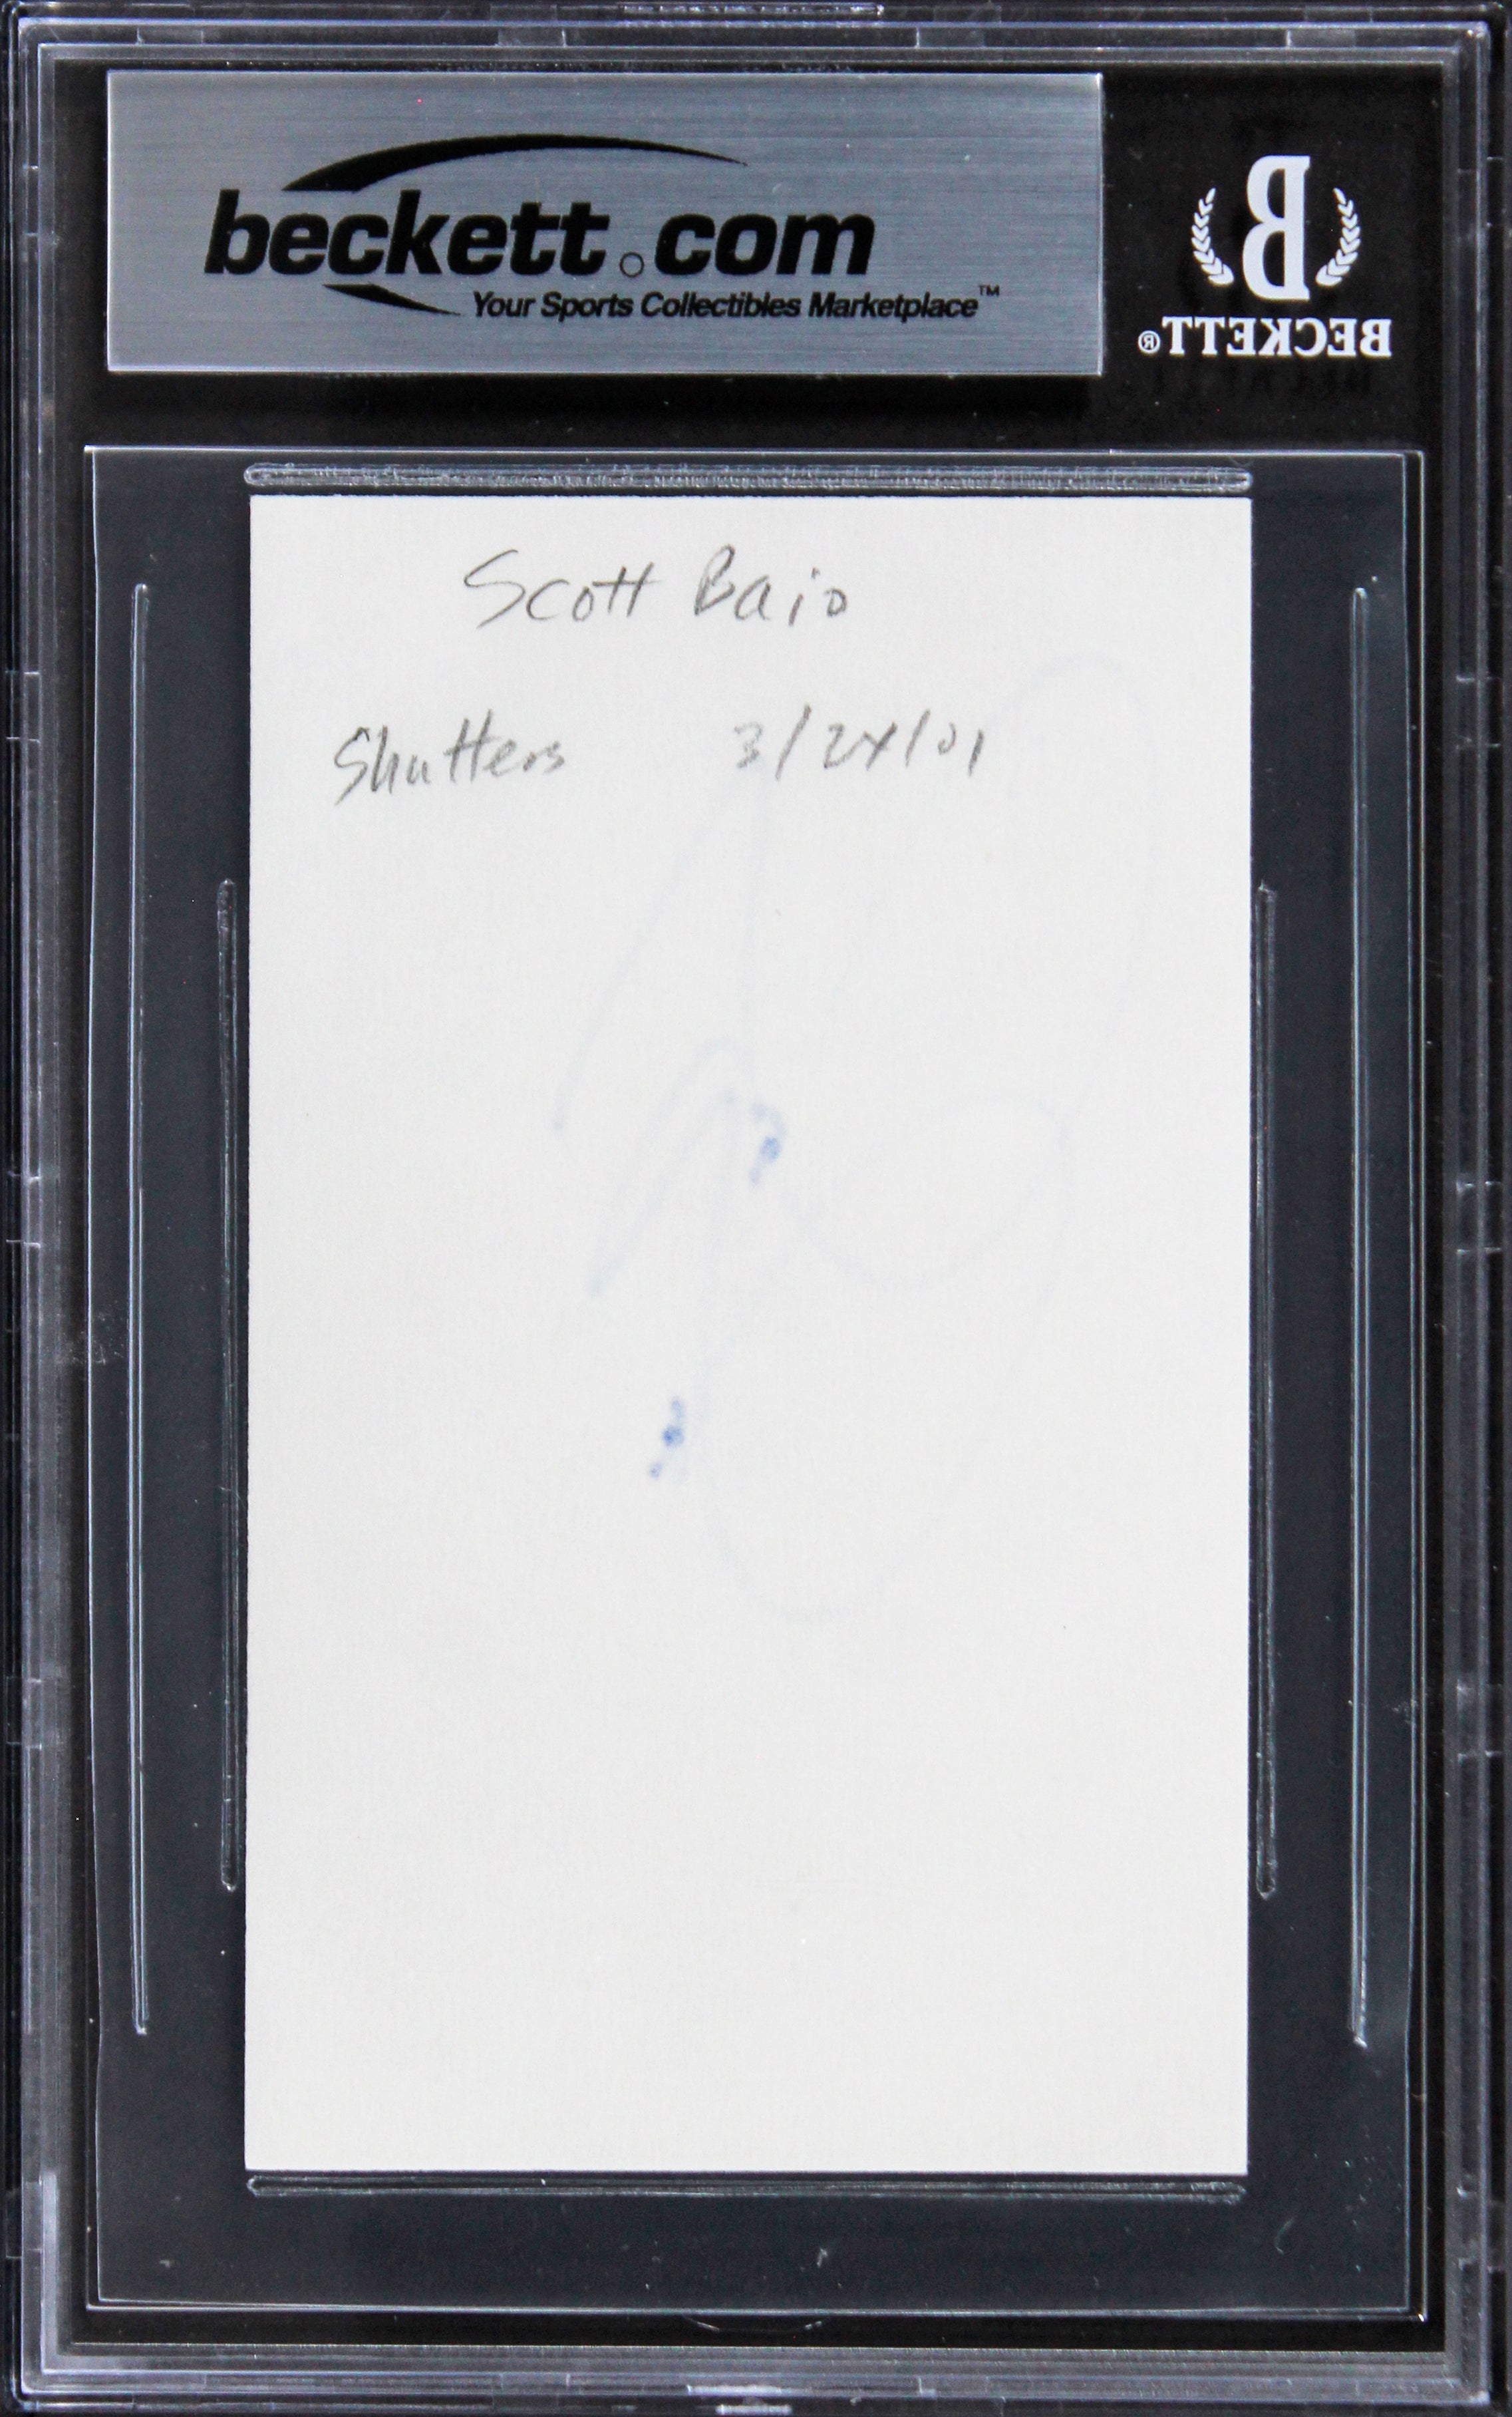 beckett.com
Your Sports Collectibles Marketplace™
B
BECKETT®
Scott Baio
Shutters 3/24/01